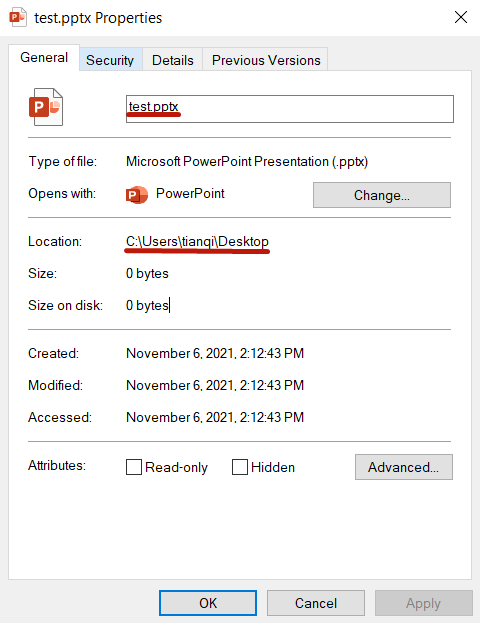 test.pptx Properties
General Security Details Previous Versions
P test.pptx
Type of file: Microsoft PowerPoint Presentation (.pptx)
Opens with: P PowerPoint Change...
Location: C:\Users\tianqi\Desktop
Size: 0 bytes
Size on disk: 0 bytes
Created: November 6, 2021, 2:12:43 PM
Modified: November 6, 2021, 2:12:43 PM
Accessed: November 6, 2021, 2:12:43 PM
Attributes: Read-only Hidden Advanced...
OK Cancel Apply